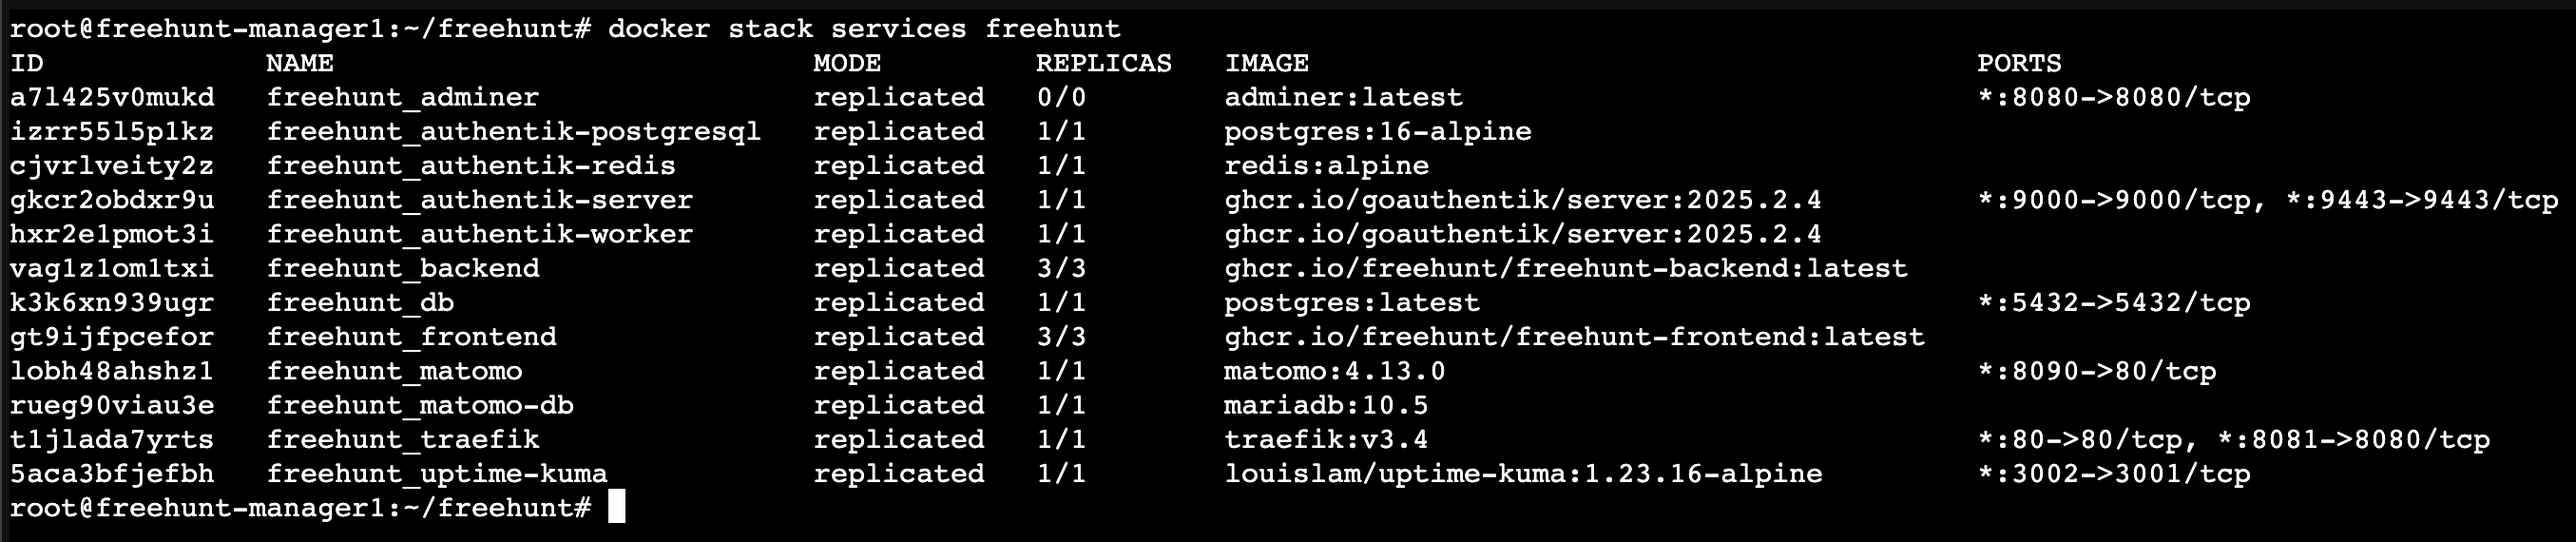 root@freehunt-manager1:~/freehunt# docker stack services freehunt
ID NAME MODE REPLICAS IMAGE PORTS
a7l425v0mukd freehunt_adminer replicated 0/0 adminer:latest *:8080->8080/tcp
izrr55l5p1kz freehunt_authentik-postgresql replicated 1/1 postgres:16-alpine
cjvrlveity2z freehunt_authentik-redis replicated 1/1 redis:alpine
gkcr2obdxr9u freehunt_authentik-server replicated 1/1 ghcr.io/goauthentik/server:2025.2.4 *:9000->9000/tcp, *:9443->9443/tcp
hxr2e1pmot3i freehunt_authentik-worker replicated 1/1 ghcr.io/goauthentik/server:2025.2.4
vag1z1om1txi freehunt_backend replicated 3/3 ghcr.io/freehunt/freehunt-backend:latest
k3k6xn939ugr freehunt_db replicated 1/1 postgres:latest *:5432->5432/tcp
gt9ijfpcefor freehunt_frontend replicated 3/3 ghcr.io/freehunt/freehunt-frontend:latest
lobh48ahshz1 freehunt_matomo replicated 1/1 matomo:4.13.0 *:8090->80/tcp
rueg90viau3e freehunt_matomo-db replicated 1/1 mariadb:10.5
t1jlada7yrts freehunt_traefik replicated 1/1 traefik:v3.4 *:80->80/tcp, *:8081->8080/tcp
5aca3bfjefbh freehunt_uptime-kuma replicated 1/1 louislam/uptime-kuma:1.23.16-alpine *:3002->3001/tcp
root@freehunt-manager1:~/freehunt#